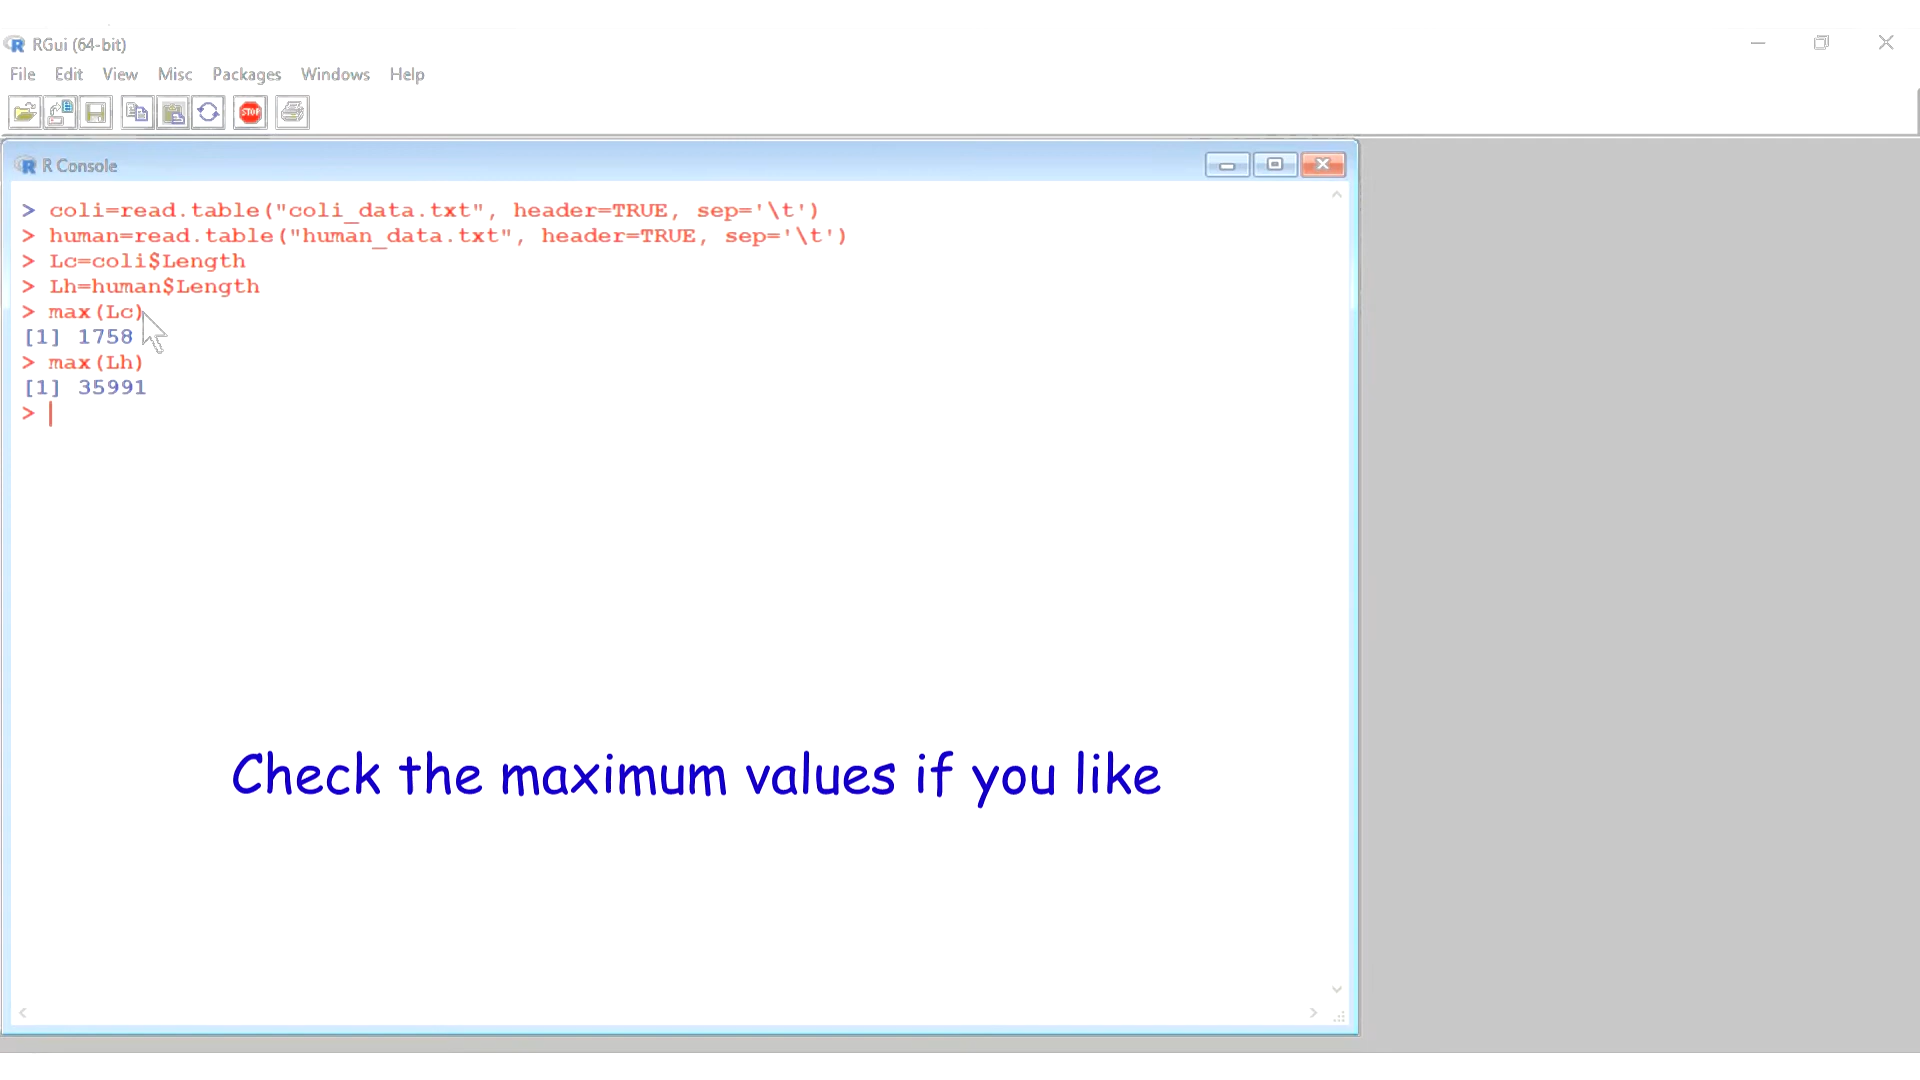 RGui (64-bit)
File Edit View Misc Packages Windows Help
STOP
R Console
> coli=read.table("coli_data.txt", header=TRUE, sep='\t')
> human=read.table("human_data.txt", header=TRUE, sep='\t')
> Lc=coli$Length
> Lh=human$Length
> max(Lc)
[1] 1758
> max(Lh)
[1] 35991
>
Check the maximum values if you like